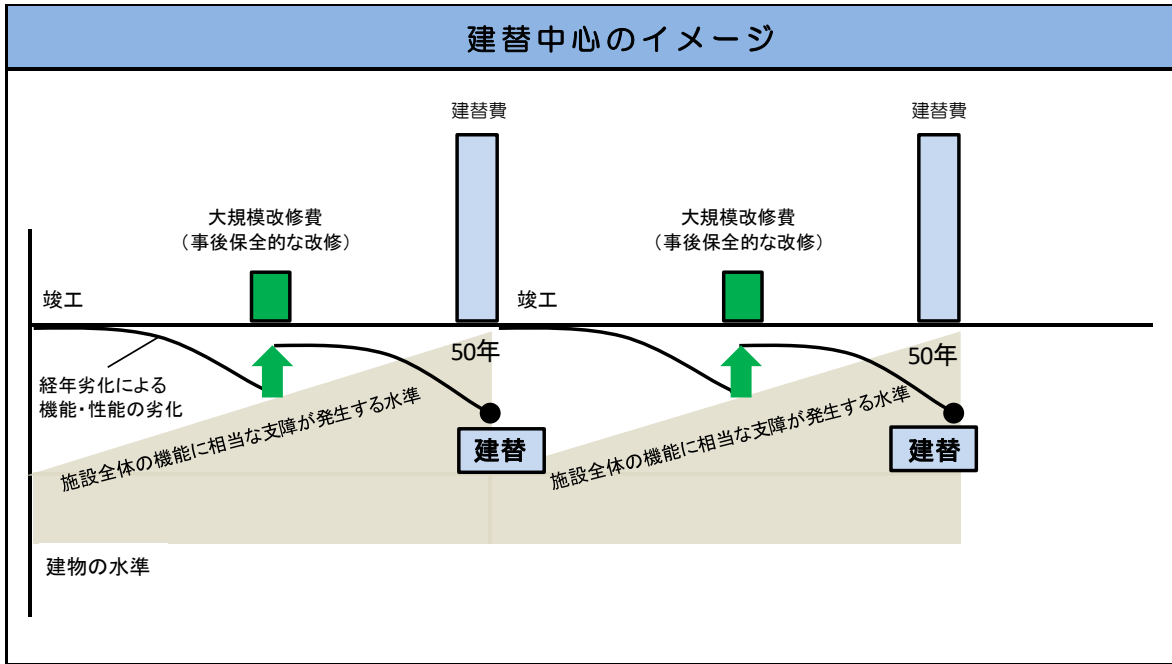 建替中心のイメージ
建替費
建替費
大規模改修費
（事後保全的な改修）
大規模改修費
（事後保全的な改修）
竣工
竣工
50年
50年
経年劣化による
機能・性能の劣化
施設全体の機能に相当な支障が発生する水準
施設全体の機能に相当な支障が発生する水準
建替
建替
建物の水準